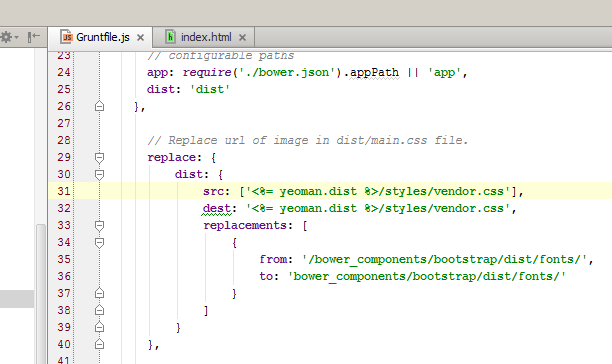 Gruntfile.js × index.html ×
23 // configurable paths
24 app: require('./bower.json').appPath || 'app',
25 dist: 'dist'
26 },
27
28 // Replace url of image in dist/main.css file.
29 replace: {
30 dist: {
31 src: ['<%= yeoman.dist %>/styles/vendor.css'],
32 dest: '<%= yeoman.dist %>/styles/vendor.css',
33 replacements: [
34 {
35 from: '/bower_components/bootstrap/dist/fonts/',
36 to: 'bower_components/bootstrap/dist/fonts/'
37 }
38 ]
39 }
40 },
41